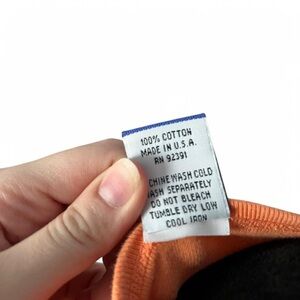 100% COTTON
MADE IN U.S.A.
RN 92391
CHINE WASH COLD
ASH SEPARATELY
DO NOT BLEACH
TUMBLE DRY LOW
COOL IRON